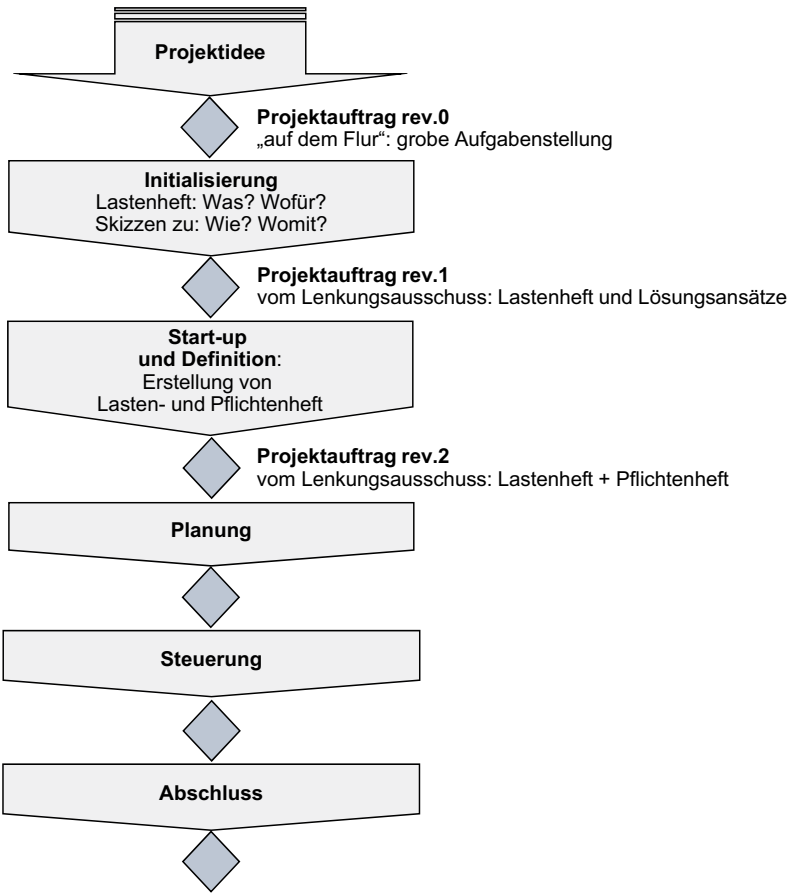 Projektidee
Projektauftrag rev.0
„auf dem Flur“: grobe Aufgabenstellung
Initialisierung
Lastenheft: Was? Wofür?
Skizzen zu: Wie? Womit?
Projektauftrag rev.1
vom Lenkungsausschuss: Lastenheft und Lösungsansätze
Start-up
und Definition:
Erstellung von
Lasten- und Pflichtenheft
Projektauftrag rev.2
vom Lenkungsausschuss: Lastenheft + Pflichtenheft
Planung
Steuerung
Abschluss